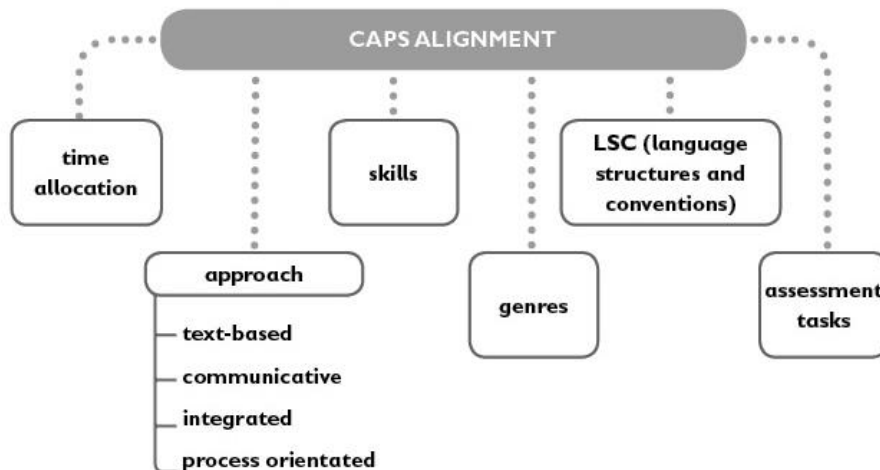 CAPS ALIGNMENT
time
allocation
skills
LSC (language
structures and
conventions)
approach
text-based
communicative
integrated
process orientated
genres
assessment
tasks